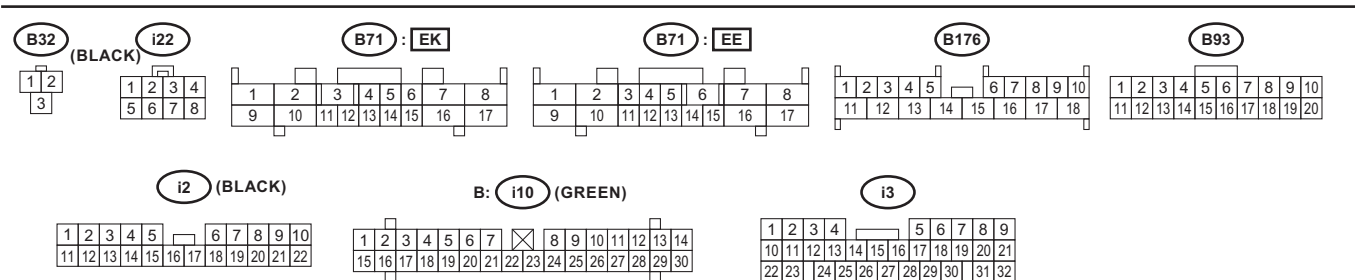 B32 (BLACK) i22 B71 : EK B71 : EE B176 B93
1 2
3
1 2 3 4
5 6 7 8
1 2 3 4 5 6 7 8
9 10 11 12 13 14 15 16 17
1 2 3 4 5 6 7 8
9 10 11 12 13 14 15 16 17
1 2 3 4 5 6 7 8 9 10
11 12 13 14 15 16 17 18
1 2 3 4 5 6 7 8 9 10
11 12 13 14 15 16 17 18 19 20
i2 (BLACK) B: i10 (GREEN) i3
1 2 3 4 5 6 7 8 9 10
11 12 13 14 15 16 17 18 19 20 21 22
1 2 3 4 5 6 7 8 9 10 11 12 13 14
15 16 17 18 19 20 21 22 23 24 25 26 27 28 29 30
1 2 3 4 5 6 7 8 9
10 11 12 13 14 15 16 17 18 19 20 21
22 23 24 25 26 27 28 29 30 31 32